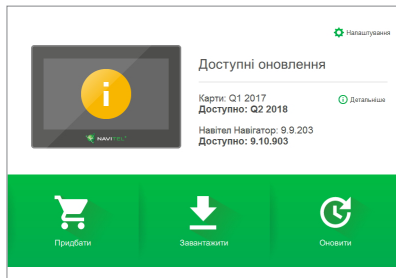 Налаштування
Доступні оновлення
Карти: Q1 2017
Доступно: Q2 2018
Детальніше
Навітел Навігатор: 9.9.203
Доступно: 9.10.903
NAVITEL
Придбати
Завантажити
Оновити